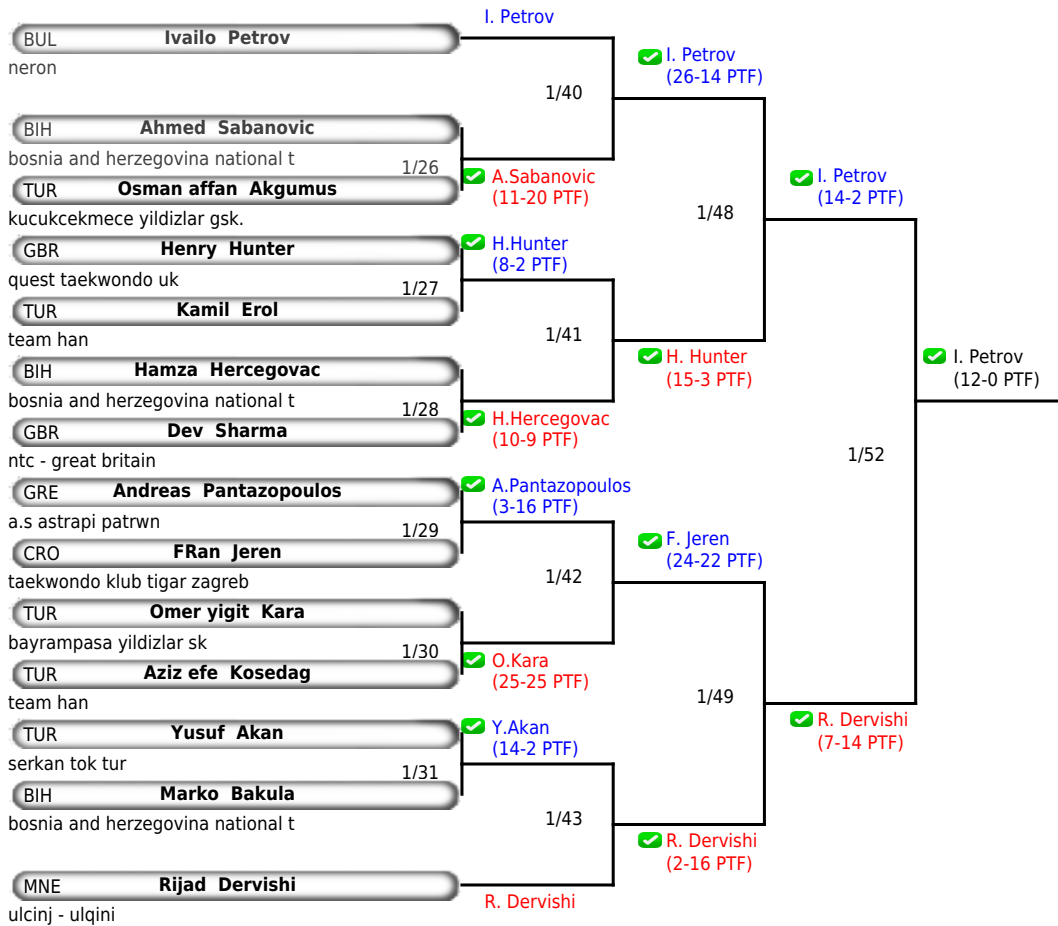 I. Petrov
BUL Ivailo Petrov
neron
I. Petrov
(26-14 PTF)
1/40
BIH Ahmed Sabanovic
bosnia and herzegovina national t
1/26
A.Sabanovic
(11-20 PTF)
I. Petrov
(14-2 PTF)
TUR Osman affan Akgumus
kucukcekmece yildizlar gsk.
1/48
GBR Henry Hunter
H.Hunter
(8-2 PTF)
quest taekwondo uk
1/27
TUR Kamil Erol
team han
1/41
H. Hunter
(15-3 PTF)
I. Petrov
(12-0 PTF)
BIH Hamza Hercegovac
bosnia and herzegovina national t
1/28
H.Hercegovac
(10-9 PTF)
GBR Dev Sharma
ntc - great britain
1/52
GRE Andreas Pantazopoulos
A.Pantazopoulos
(3-16 PTF)
a.s astrapi patrwn
1/29
CRO FRan Jeren
taekwondo klub tigar zagreb
F. Jeren
(24-22 PTF)
1/42
TUR Omer yigit Kara
bayrampasa yildizlar sk
1/30
O.Kara
(25-25 PTF)
TUR Aziz efe Kosedag
team han
1/49
TUR Yusuf Akan
Y.Akan
(14-2 PTF)
R. Dervishi
(7-14 PTF)
serkan tok tur
1/31
BIH Marko Bakula
bosnia and herzegovina national t
1/43
R. Dervishi
(2-16 PTF)
MNE Rijad Dervishi
R. Dervishi
ulcinj - ulqini